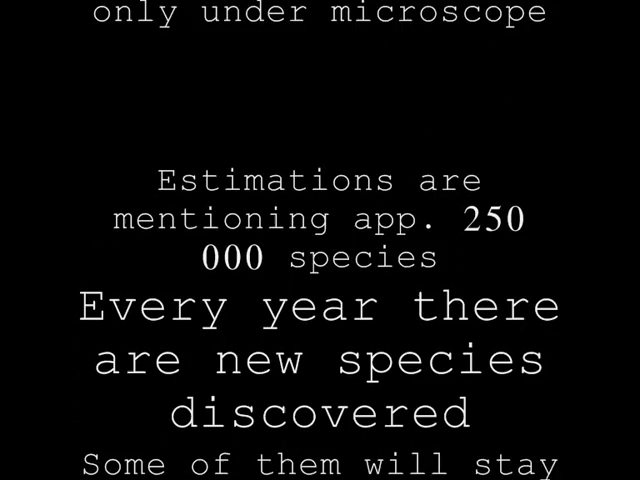 only under microscope
Estimations are
mentioning app. 250
000 species
Every year there
are new species
discovered
Some of them will stay